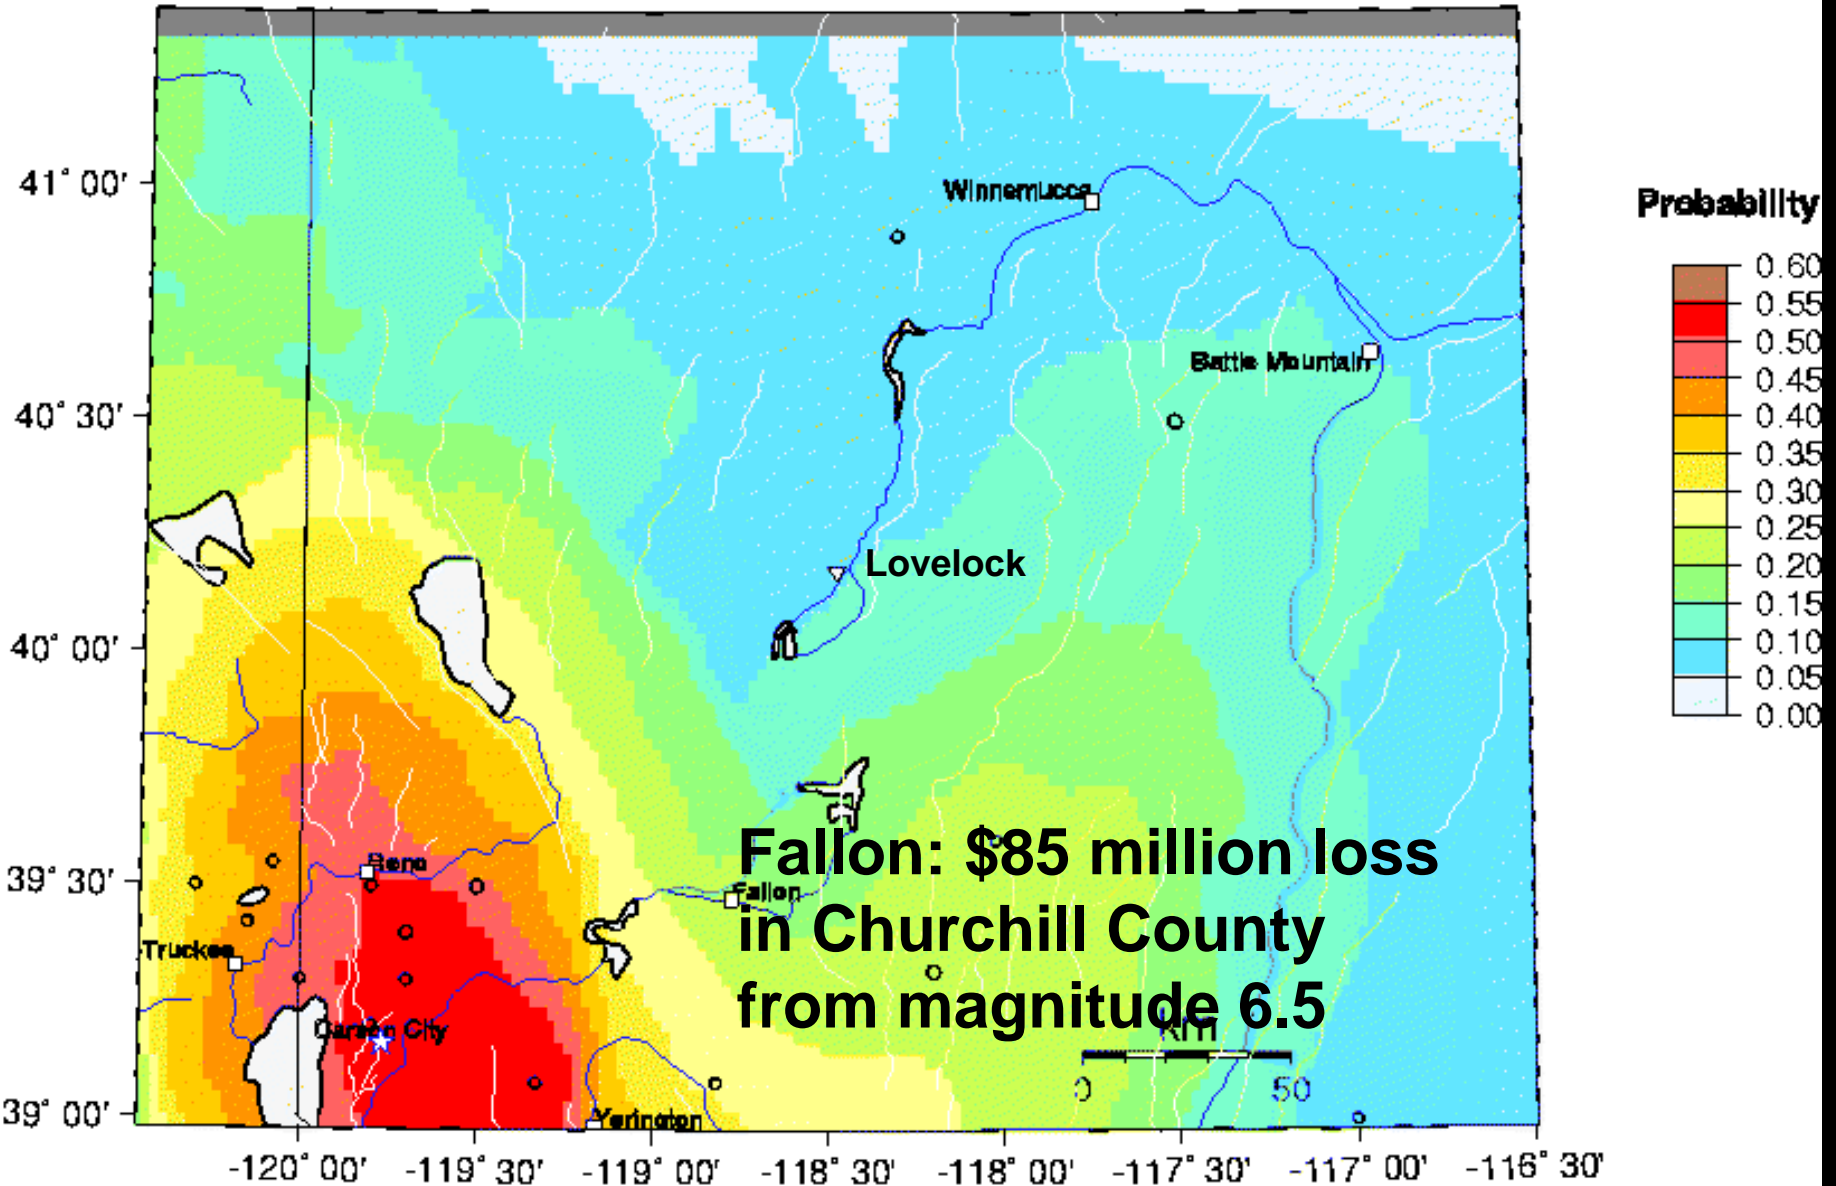 41° 00'
40° 30'
40° 00'
39° 30'
39° 00'
Winnemucca
Battle Mountain
Lovelock
Reno
Fallon
Truckee
Carson City
Yerington
Fallon: $85 million loss
in Churchill County
from magnitude 6.5
km
0 50
-120° 00' -119° 30' -119° 00' -118° 30' -118° 00' -117° 30' -117° 00' -116° 30'
Probability
0.60
0.55
0.50
0.45
0.40
0.35
0.30
0.25
0.20
0.15
0.10
0.05
0.00